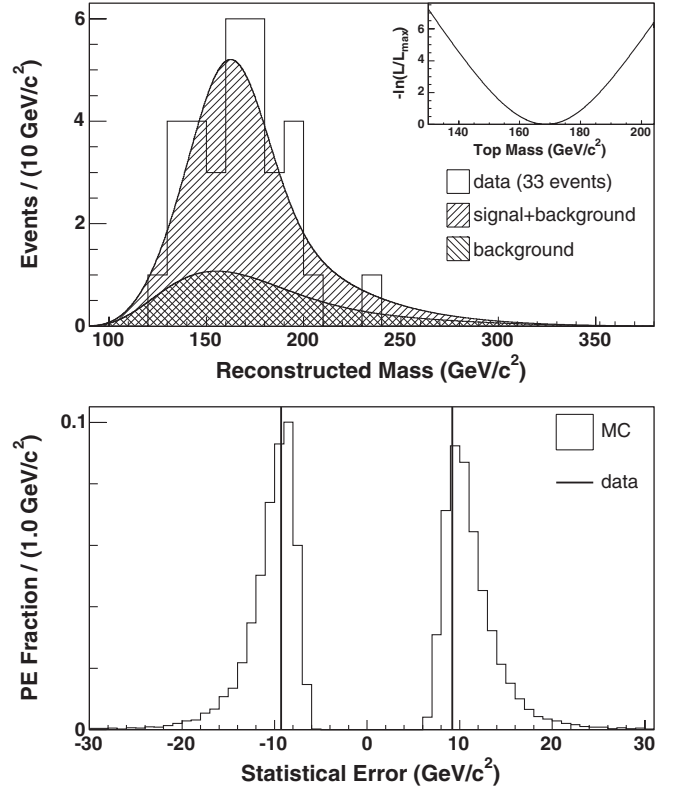 Events / (10 GeV/c²)
6
4
2
0
100 150 200 250 300 350
Reconstructed Mass (GeV/c²)
-ln(L/Lmax)
6
4
2
0
140 160 180 200
Top Mass (GeV/c²)
data (33 events)
signal+background
background
PE Fraction / (1.0 GeV/c²)
0.1
0
-30 -20 -10 0 10 20 30
Statistical Error (GeV/c²)
MC
data